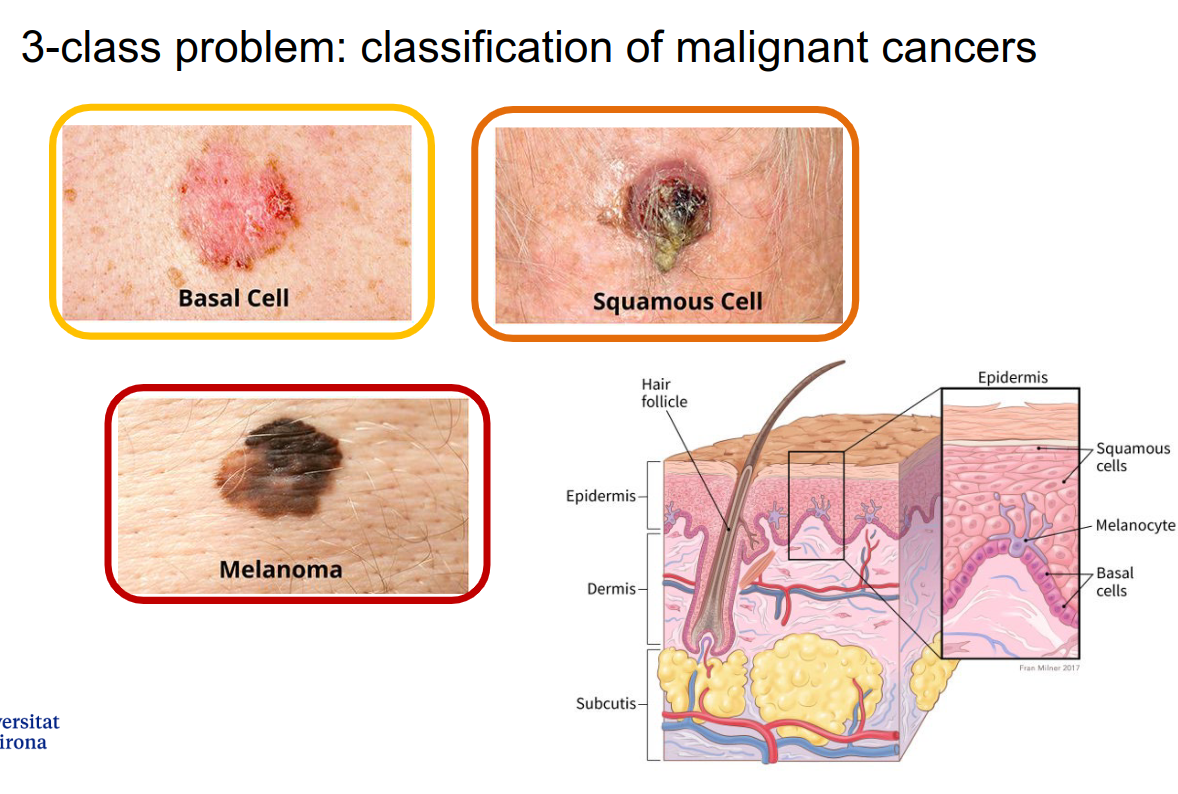 3-class problem: classification of malignant cancers
Basal Cell
Squamous Cell
Melanoma
Hair
follicle
Epidermis
Epidermis
Squamous
cells
Melanocyte
Basal
cells
Dermis
Subcutis
Fran Milner 2017
versitat
irona